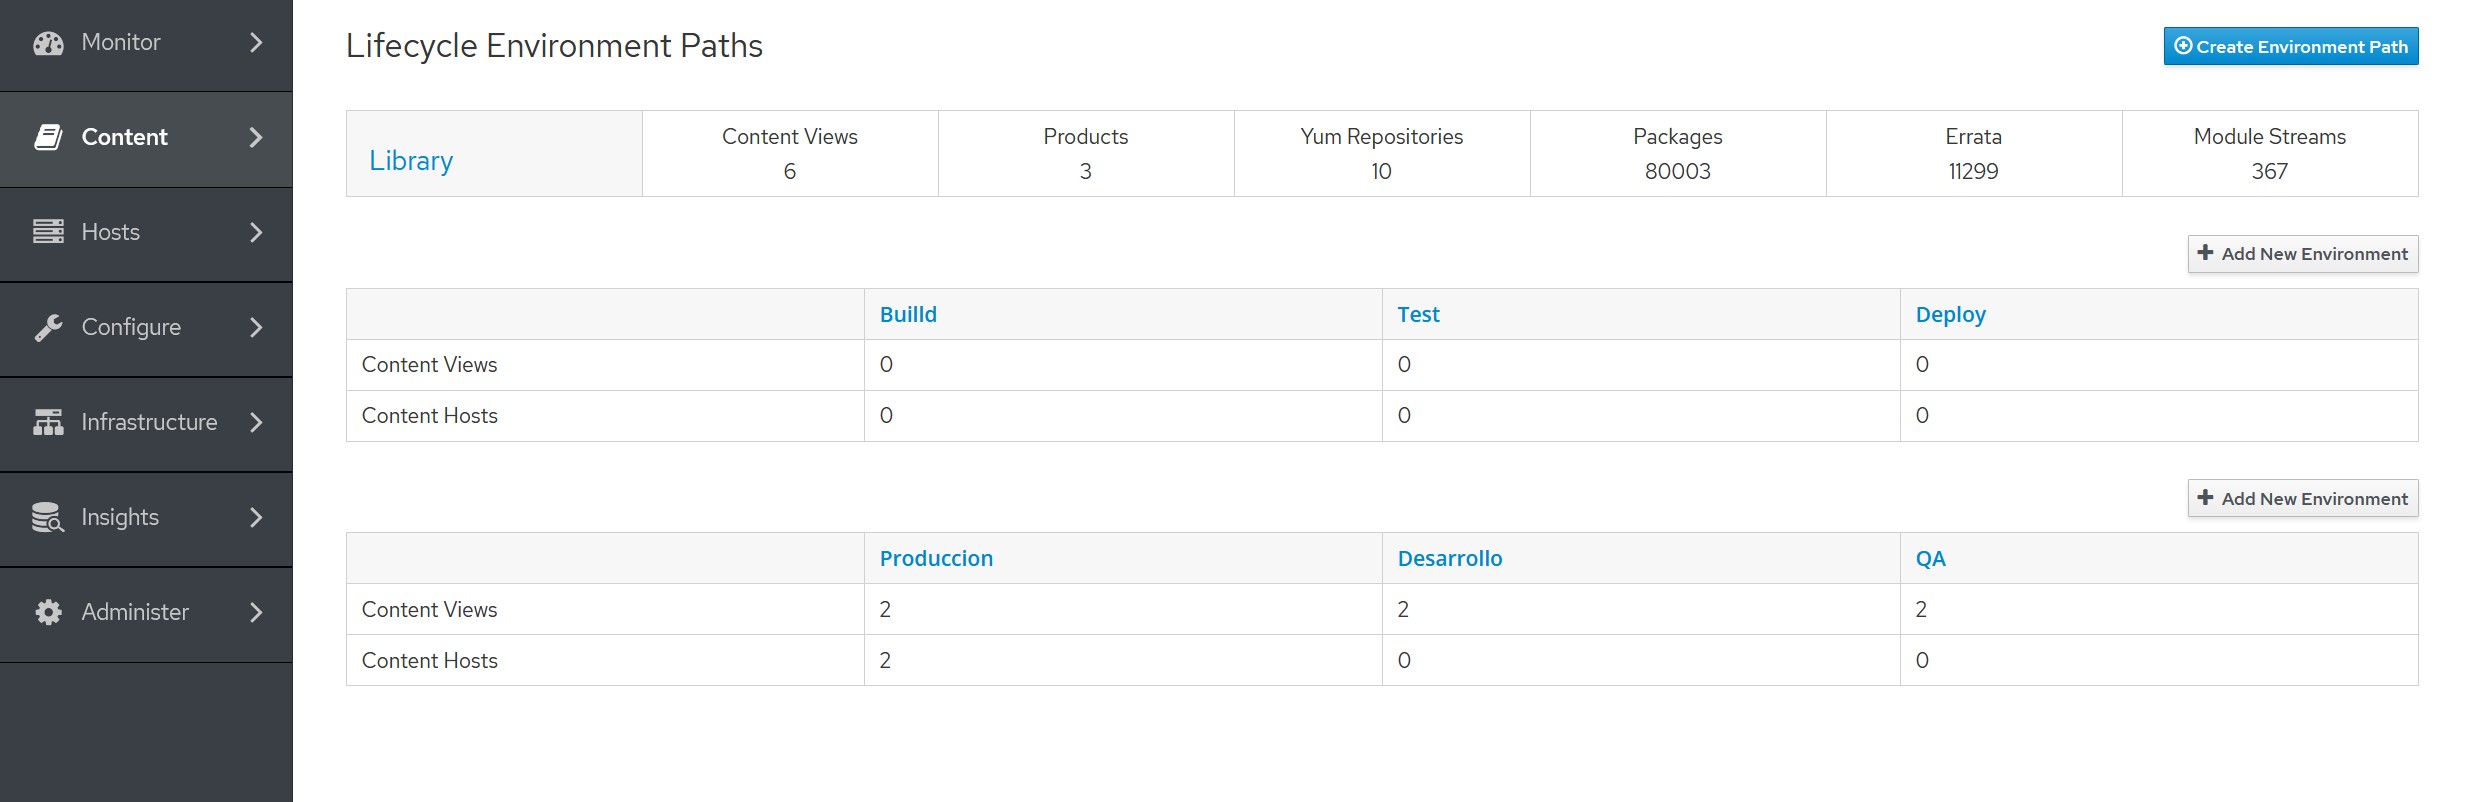 Monitor
Content
Hosts
Configure
Infrastructure
Insights
Administer
Lifecycle Environment Paths
Create Environment Path
Library
Content Views Products Yum Repositories Packages Errata Module Streams
6 3 10 80003 11299 367
Add New Environment
Builld Test Deploy
Content Views 0 0 0
Content Hosts 0 0 0
Add New Environment
Produccion Desarrollo QA
Content Views 2 2 2
Content Hosts 2 0 0